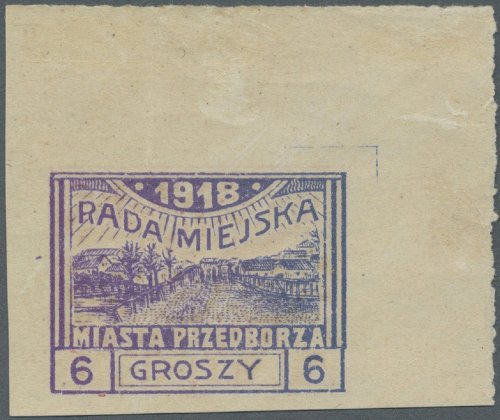 1918
RADA MIEJSKA
MIASTA PRZEDBORZA
6 GROSZY 6